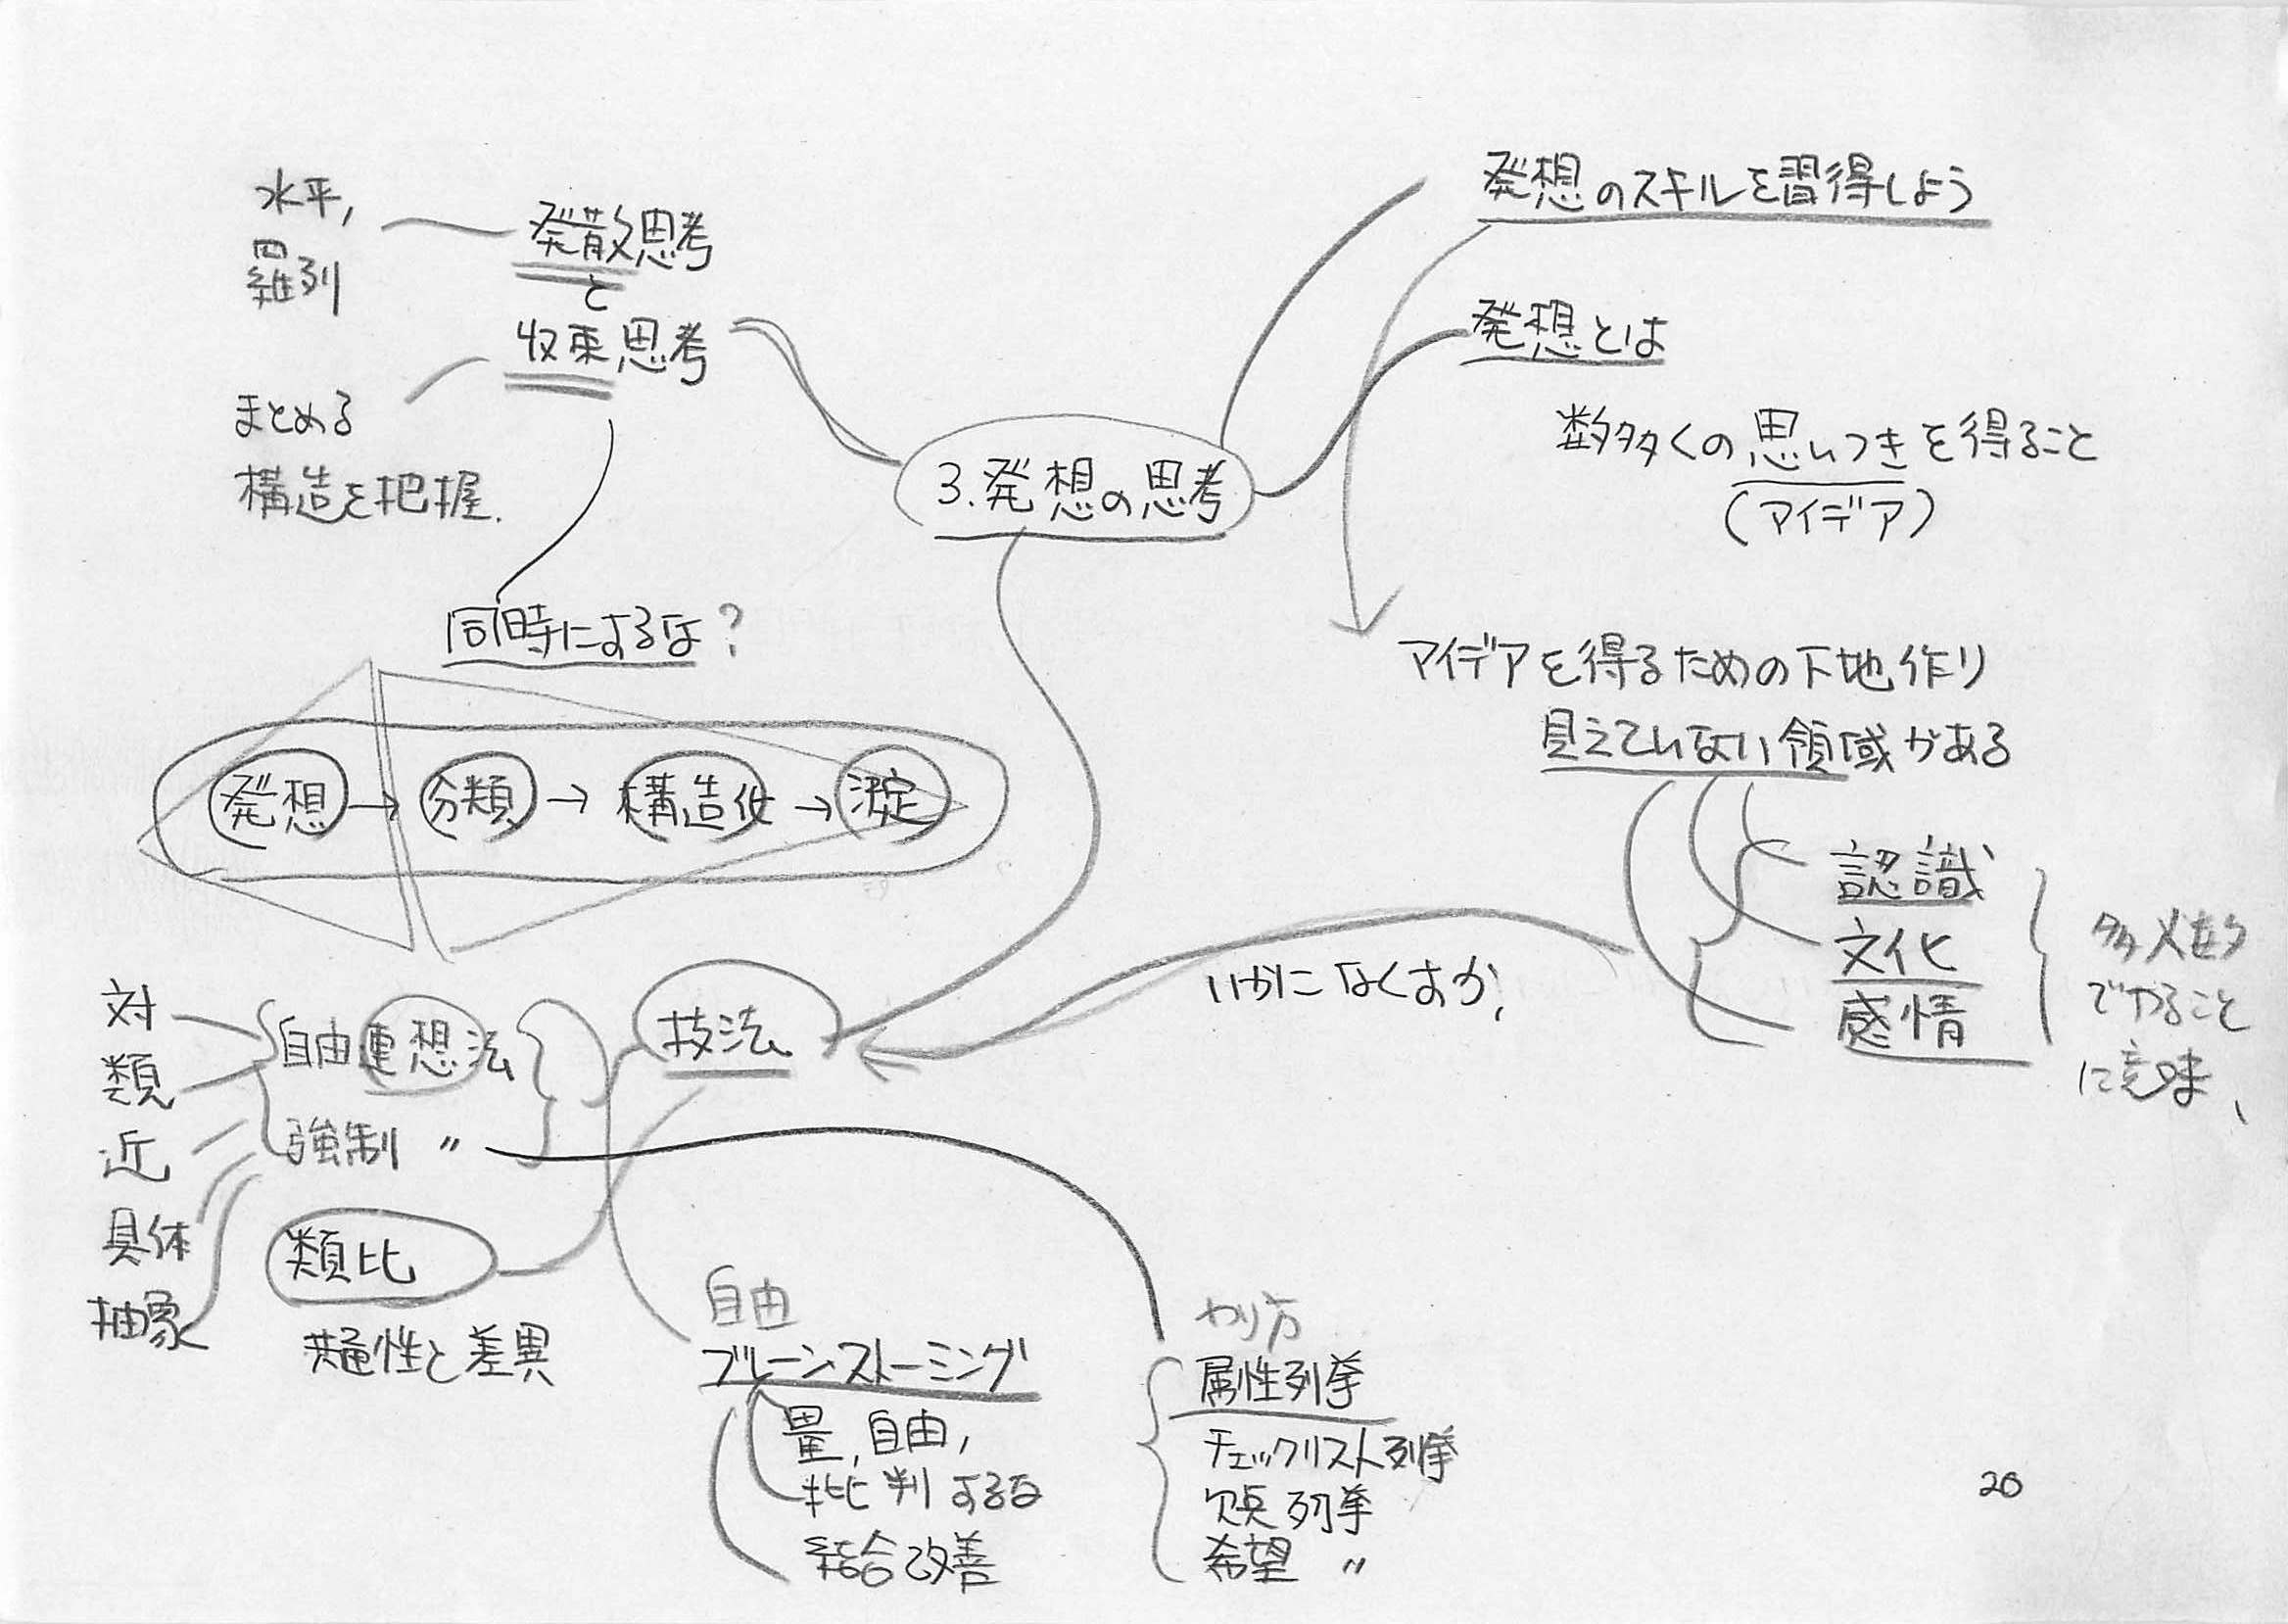 発想のスキルを習得しよう
発想とは
数多くの思いつきを得ること
(アイデア)
3.発想の思考
水平,
羅列
発散思考
と
収束思考
まとめる
構造を把握.
同時にするな?
発想→分類→構造化→決定
アイデアを得るための下地作り
見えていない領域がある
認識
文化
感情
多人数
でやること
に意味、
いかになくすか、
技法
対
類
近
具体
抽象
自由連想法
強制 〃
類比
共通性と差異
自由
ブレーンストーミング
量,自由,
批判するな
結合改善
やり方
属性列挙
チェックリスト列挙
欠点列挙
希望 〃
20